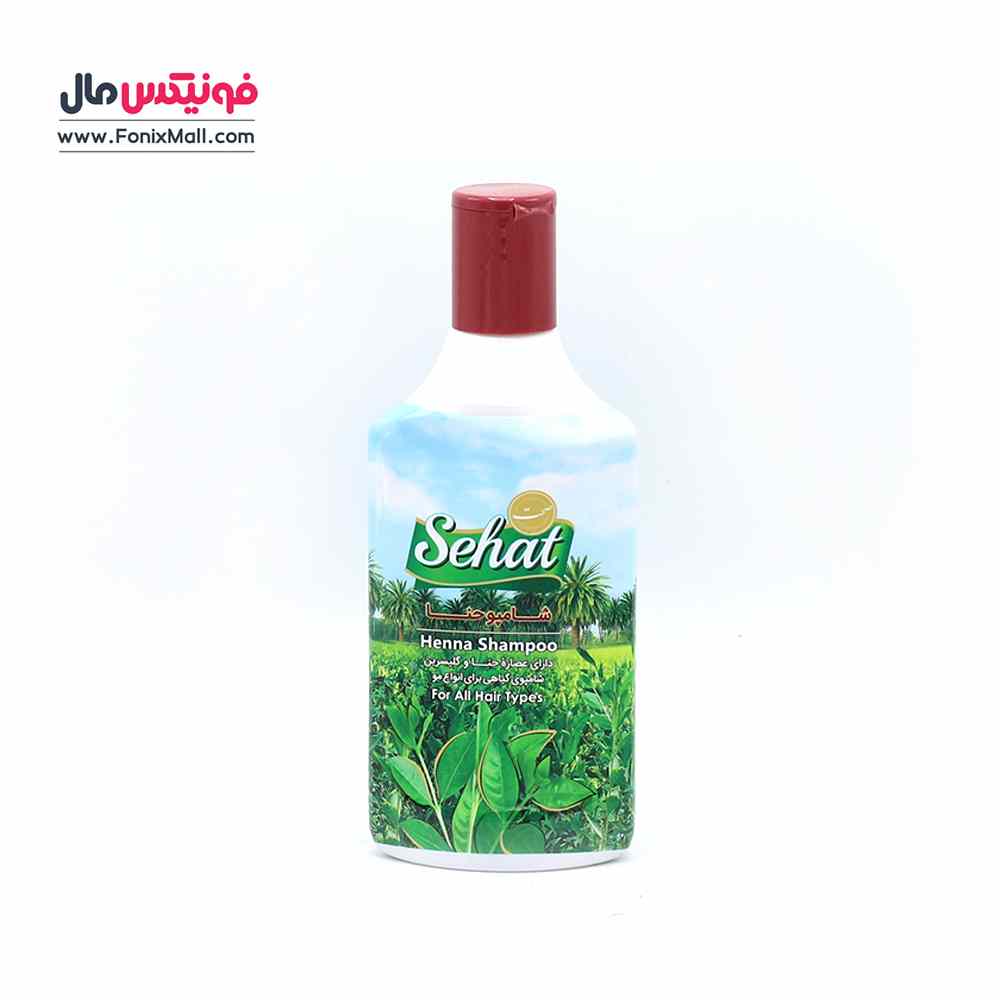 فونیکس مال
www.FonixMall.com
صحت
Sehat
شامپو حنا
Henna Shampoo
دارای عصاره حنا و گلیسرین
شامپوی گیاهی برای انواع مو
For All Hair Types